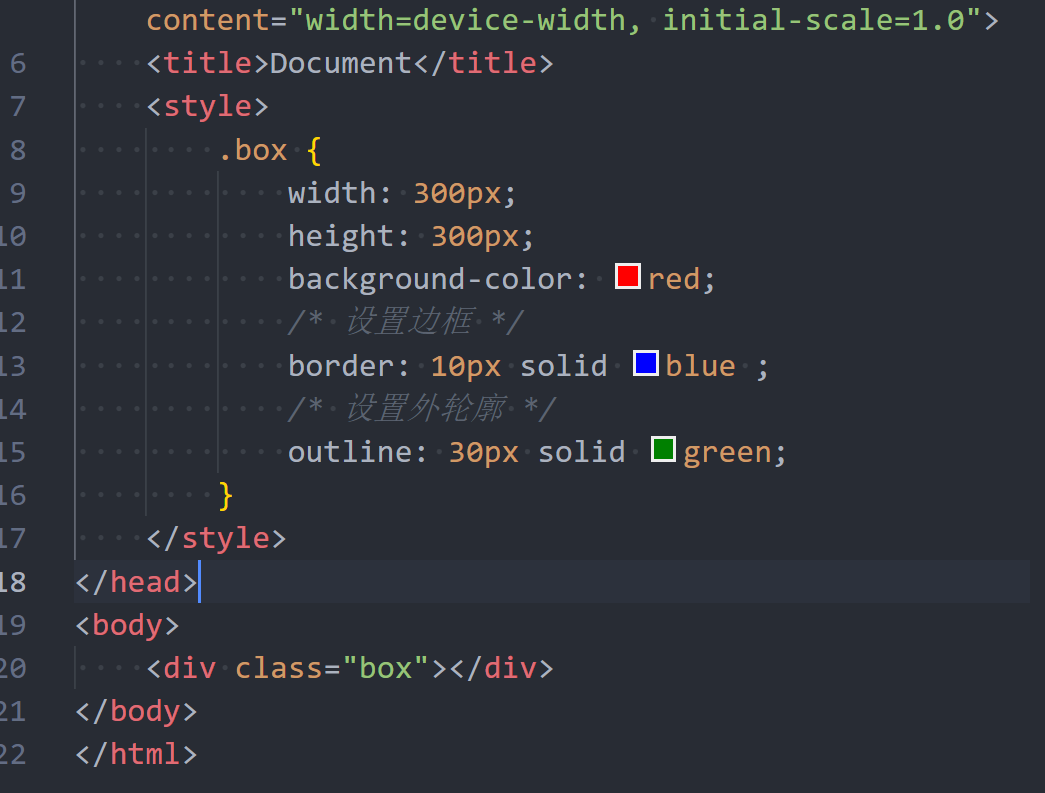 content="width=device-width, initial-scale=1.0">
6 <title>Document</title>
7 <style>
8 .box {
9 width: 300px;
10 height: 300px;
11 background-color: red;
12 /* 设置边框 */
13 border: 10px solid blue ;
14 /* 设置外轮廓 */
15 outline: 30px solid green;
16 }
17 </style>
18 </head>
19 <body>
20 <div class="box"></div>
21 </body>
22 </html>